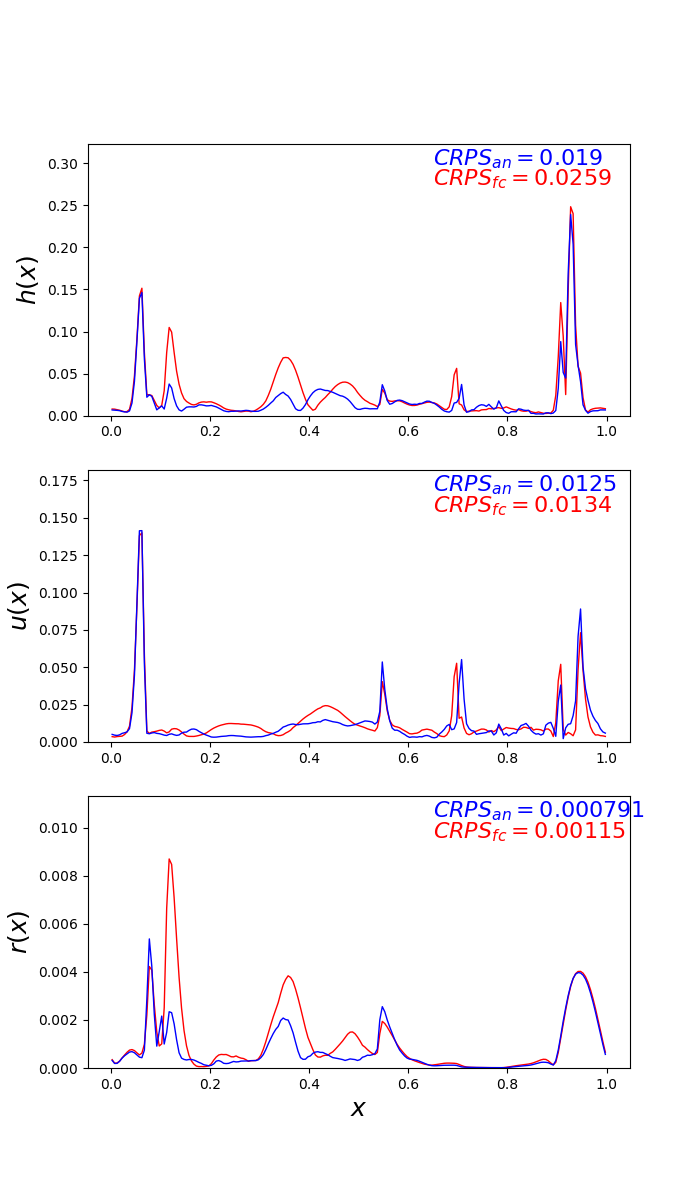 CRPS_an = 0.019
CRPS_fc = 0.0259
0.30
0.25
0.20
0.15
0.10
0.05
0.00
h(x)
0.0 0.2 0.4 0.6 0.8 1.0
CRPS_an = 0.0125
CRPS_fc = 0.0134
0.175
0.150
0.125
0.100
0.075
0.050
0.025
0.000
u(x)
0.0 0.2 0.4 0.6 0.8 1.0
CRPS_an = 0.000791
CRPS_fc = 0.00115
0.010
0.008
0.006
0.004
0.002
0.000
r(x)
0.0 0.2 0.4 0.6 0.8 1.0
x